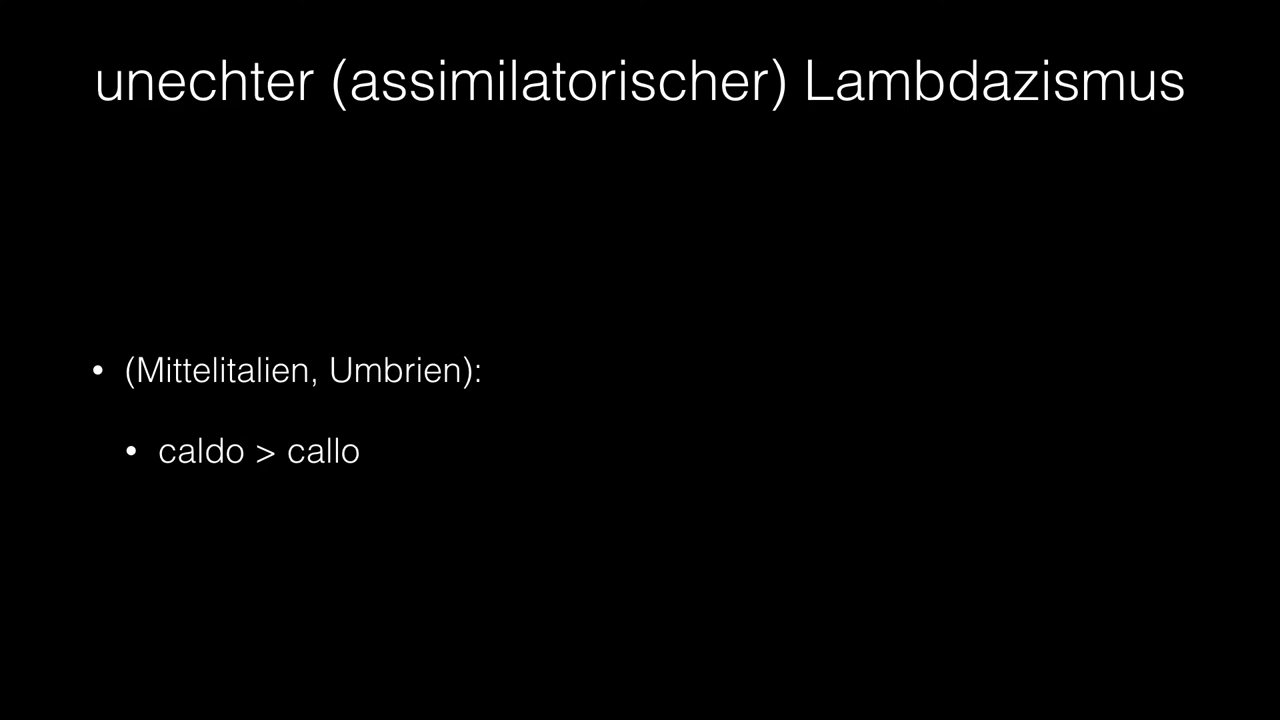 unechter (assimilatorischer) Lambdazismus
• (Mittelitalien, Umbrien):
• caldo > callo